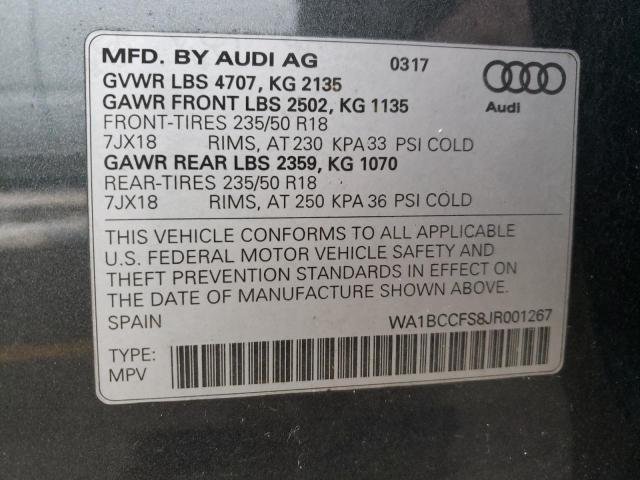 MFD. BY AUDI AG 0317
GVWR LBS 4707, KG 2135
GAWR FRONT LBS 2502, KG 1135
Audi
FRONT-TIRES 235/50 R18
7JX18 RIMS, AT 230 KPA 33 PSI COLD
GAWR REAR LBS 2359, KG 1070
REAR-TIRES 235/50 R18
7JX18 RIMS, AT 250 KPA 36 PSI COLD
THIS VEHICLE CONFORMS TO ALL APPLICABLE
U.S. FEDERAL MOTOR VEHICLE SAFETY AND
THEFT PREVENTION STANDARDS IN EFFECT ON
THE DATE OF MANUFACTURE SHOWN ABOVE.
SPAIN WA1BCCFS8JR001267
TYPE:
MPV